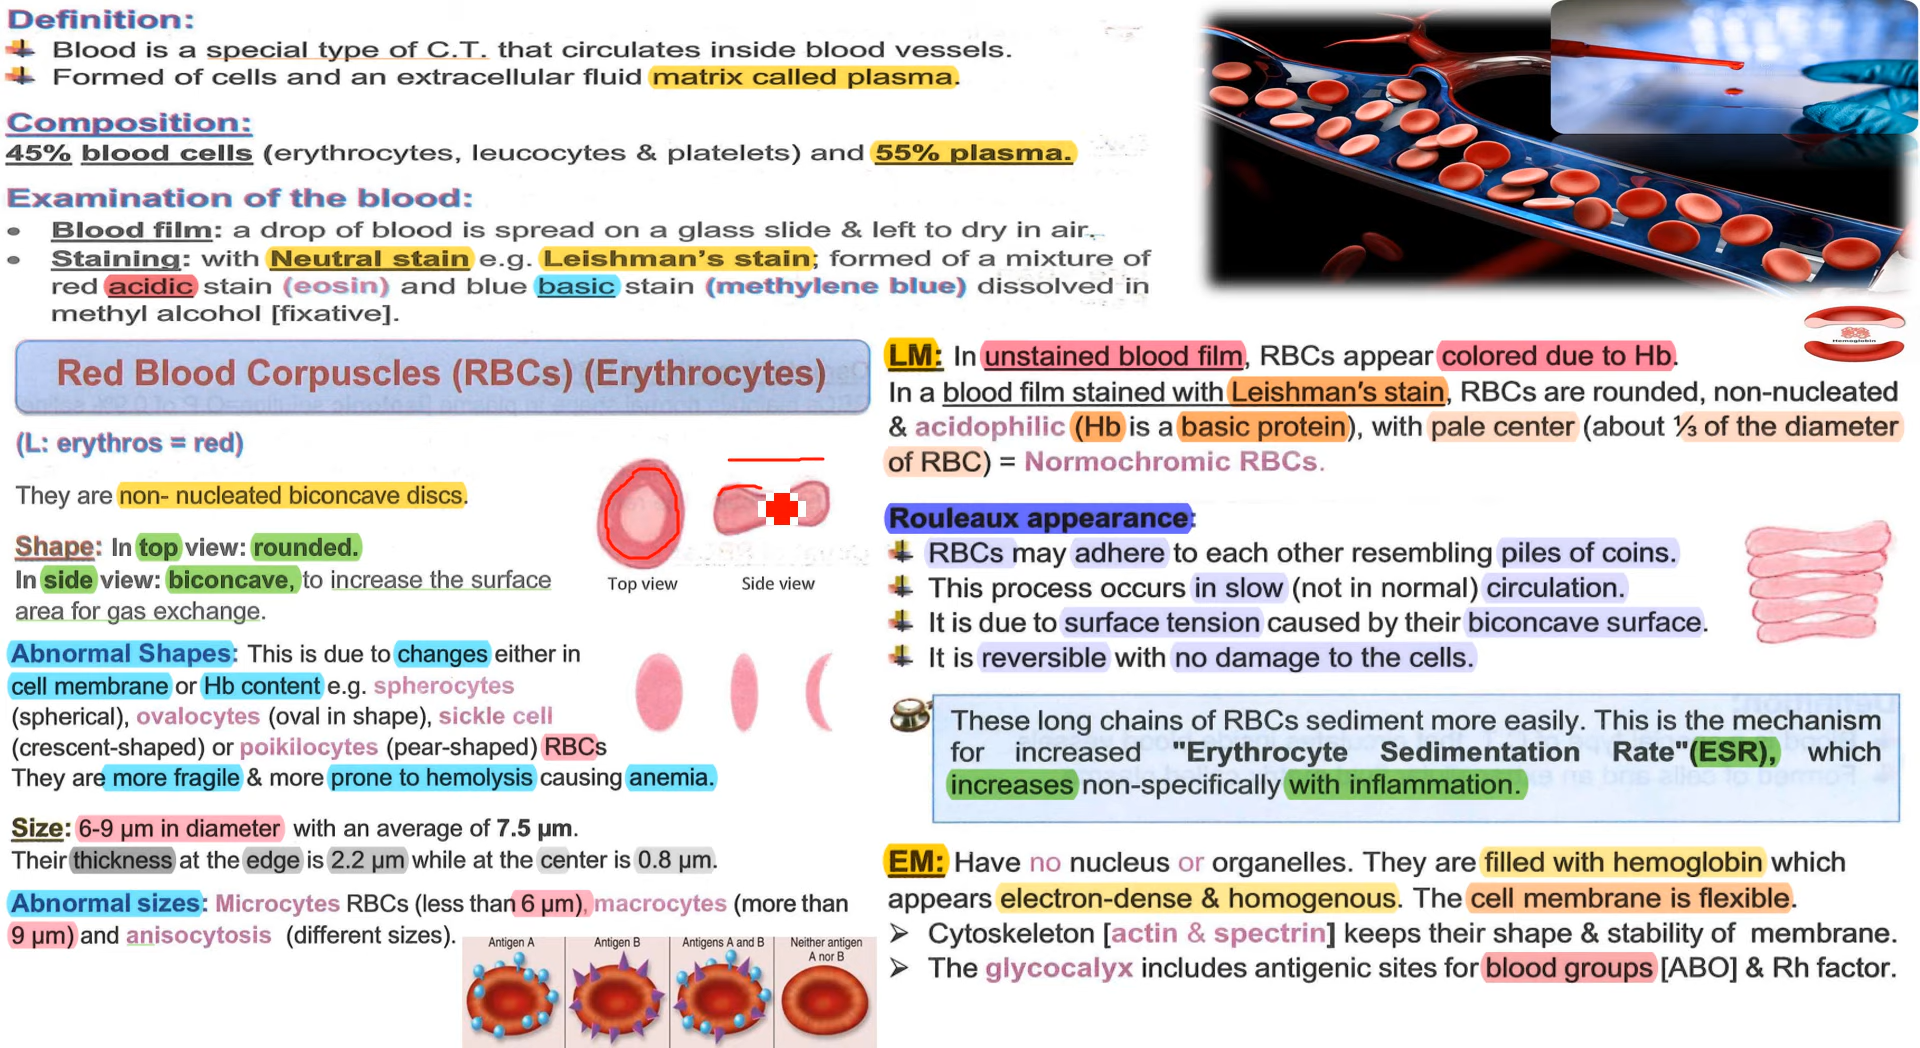 Definition:
Blood is a special type of C.T. that circulates inside blood vessels.
Formed of cells and an extracellular fluid matrix called plasma.
Composition:
45% blood cells (erythrocytes, leucocytes & platelets) and 55% plasma.
Examination of the blood:
• Blood film: a drop of blood is spread on a glass slide & left to dry in air.
• Staining: with Neutral stain e.g. Leishman's stain; formed of a mixture of
red acidic stain (eosin) and blue basic stain (methylene blue) dissolved in
methyl alcohol [fixative].
Red Blood Corpuscles (RBCs) (Erythrocytes)
(L: erythros = red)
They are non- nucleated biconcave discs.
Shape: In top view: rounded.
In side view: biconcave, to increase the surface
area for gas exchange.
Top view
Side view
Abnormal Shapes: This is due to changes either in
cell membrane or Hb content e.g. spherocytes
(spherical), ovalocytes (oval in shape), sickle cell
(crescent-shaped) or poikilocytes (pear-shaped) RBCs
They are more fragile & more prone to hemolysis causing anemia.
Size: 6-9 µm in diameter with an average of 7.5 µm.
Their thickness at the edge is 2.2 µm while at the center is 0.8 µm.
Abnormal sizes: Microcytes RBCs (less than 6 µm), macrocytes (more than
9 µm) and anisocytosis (different sizes).
Antigen A
Antigen B
Antigens A and B
Neither antigen
A nor B
Hemoglobin
LM: In unstained blood film, RBCs appear colored due to Hb.
In a blood film stained with Leishman's stain, RBCs are rounded, non-nucleated
& acidophilic (Hb is a basic protein), with pale center (about ⅓ of the diameter
of RBC) = Normochromic RBCs.
Rouleaux appearance:
RBCs may adhere to each other resembling piles of coins.
This process occurs in slow (not in normal) circulation.
It is due to surface tension caused by their biconcave surface.
It is reversible with no damage to the cells.
These long chains of RBCs sediment more easily. This is the mechanism
for increased "Erythrocyte Sedimentation Rate"(ESR), which
increases non-specifically with inflammation.
EM: Have no nucleus or organelles. They are filled with hemoglobin which
appears electron-dense & homogenous. The cell membrane is flexible.
➢ Cytoskeleton [actin & spectrin] keeps their shape & stability of membrane.
➢ The glycocalyx includes antigenic sites for blood groups [ABO] & Rh factor.